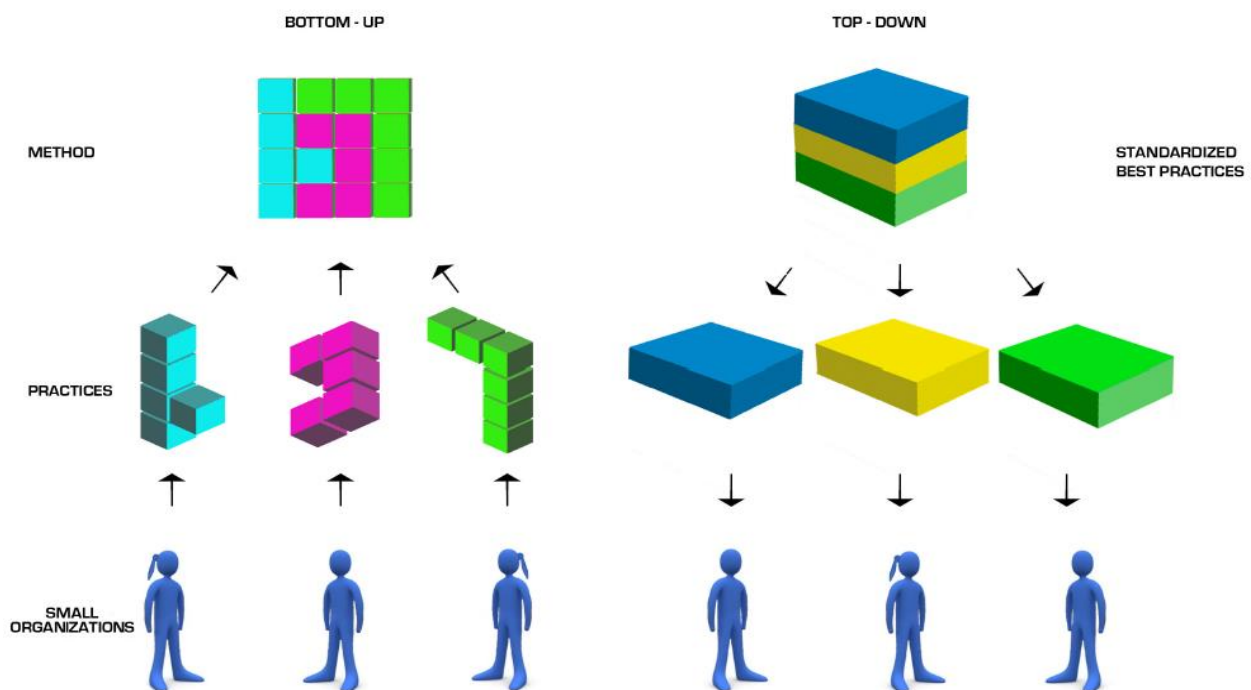 BOTTOM - UP
TOP - DOWN
METHOD
STANDARDIZED
BEST PRACTICES
PRACTICES
SMALL
ORGANIZATIONS